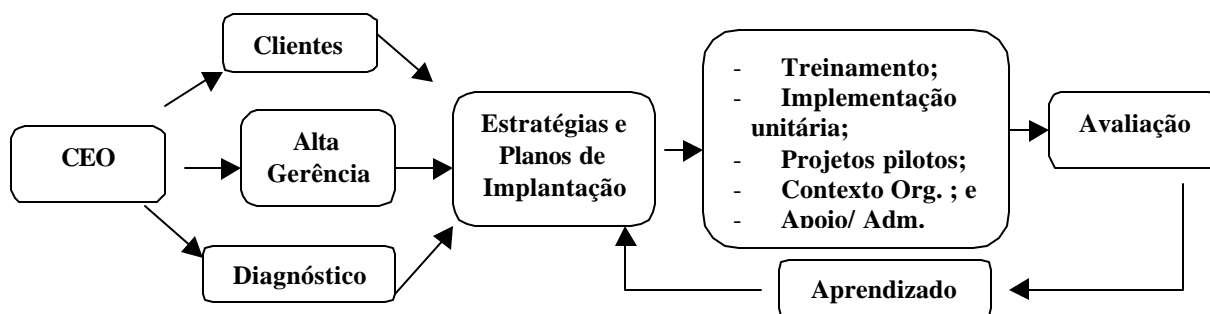 Clientes
CEO
Alta
Gerência
Diagnóstico
Estratégias e
Planos de
Implantação
- Treinamento;
- Implementação
unitária;
- Projetos pilotos;
- Contexto Org. ; e
- Apoio/ Adm.
Avaliação
Aprendizado